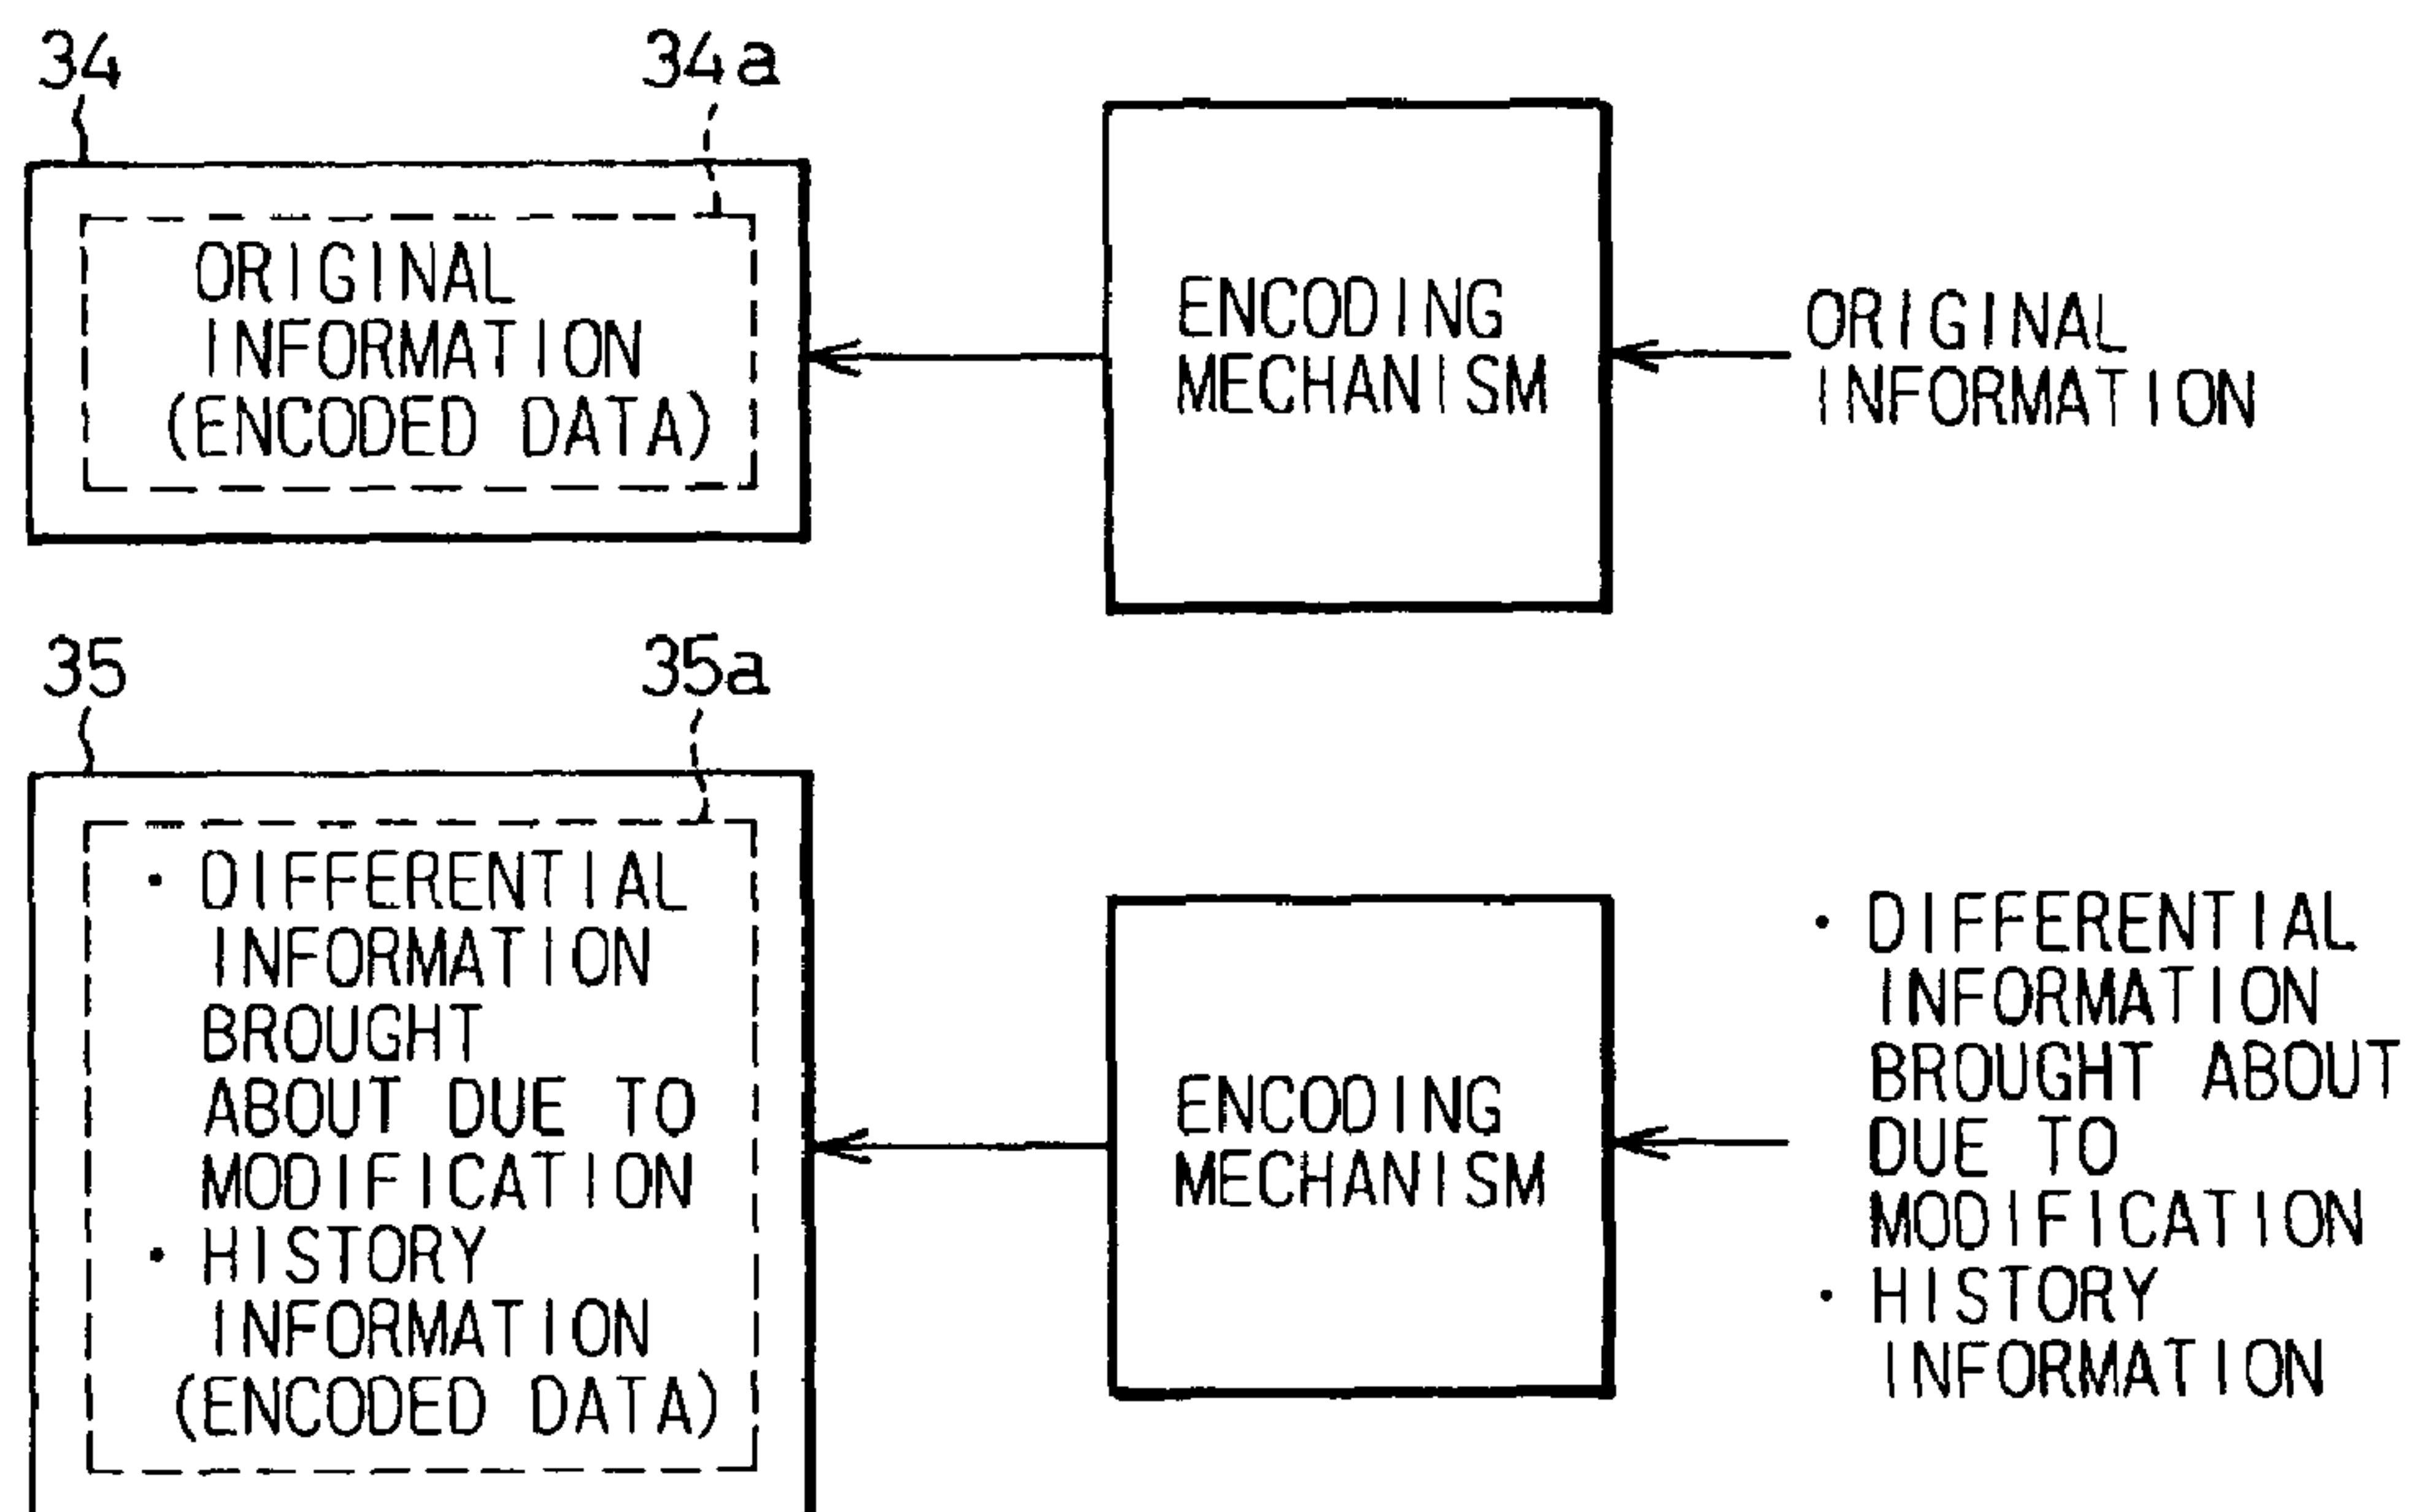 34
34a
ORIGINAL
INFORMATION
(ENCODED DATA)
ENCODING
MECHANISM
ORIGINAL
INFORMATION
35
35a
· DIFFERENTIAL
INFORMATION
BROUGHT
ABOUT DUE TO
MODIFICATION
· HISTORY
INFORMATION
(ENCODED DATA)
ENCODING
MECHANISM
· DIFFERENTIAL
INFORMATION
BROUGHT ABOUT
DUE TO
MODIFICATION
· HISTORY
INFORMATION